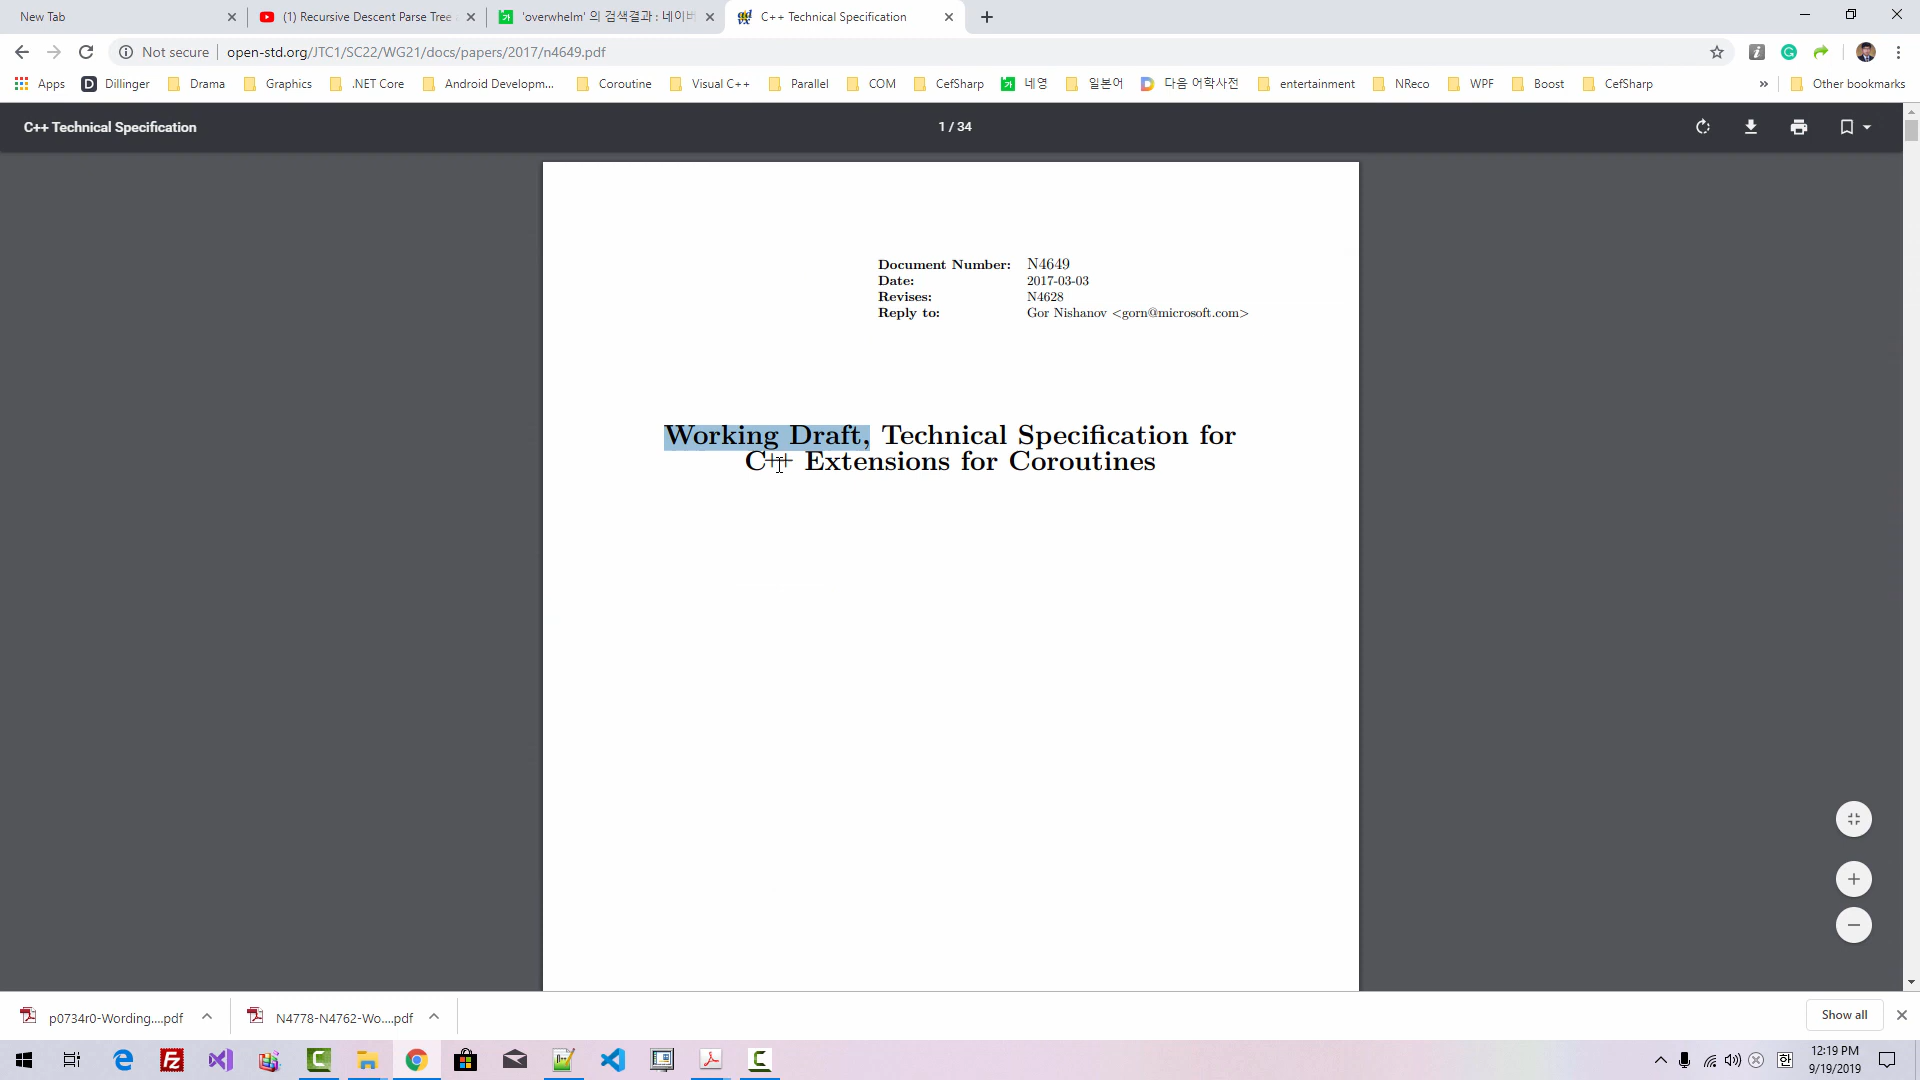 New Tab
(1) Recursive Descent Parse Tree
'overwhelm' 의 검색결과 : 네이버
C++ Technical Specification
Not secure
open-std.org/JTC1/SC22/WG21/docs/papers/2017/n4649.pdf
Apps
Dillinger
Drama
Graphics
.NET Core
Android Developm...
Coroutine
Visual C++
Parallel
COM
CefSharp
네영
일본어
다음 어학사전
entertainment
NReco
WPF
Boost
CefSharp
»
Other bookmarks
C++ Technical Specification
1 / 34
Document Number: N4649
Date: 2017-03-03
Revises: N4628
Reply to: Gor Nishanov <gorn@microsoft.com>
Working Draft, Technical Specification for
C++ Extensions for Coroutines
p0734r0-Wording....pdf
N4778-N4762-Wo....pdf
Show all
한
12:19 PM
9/19/2019